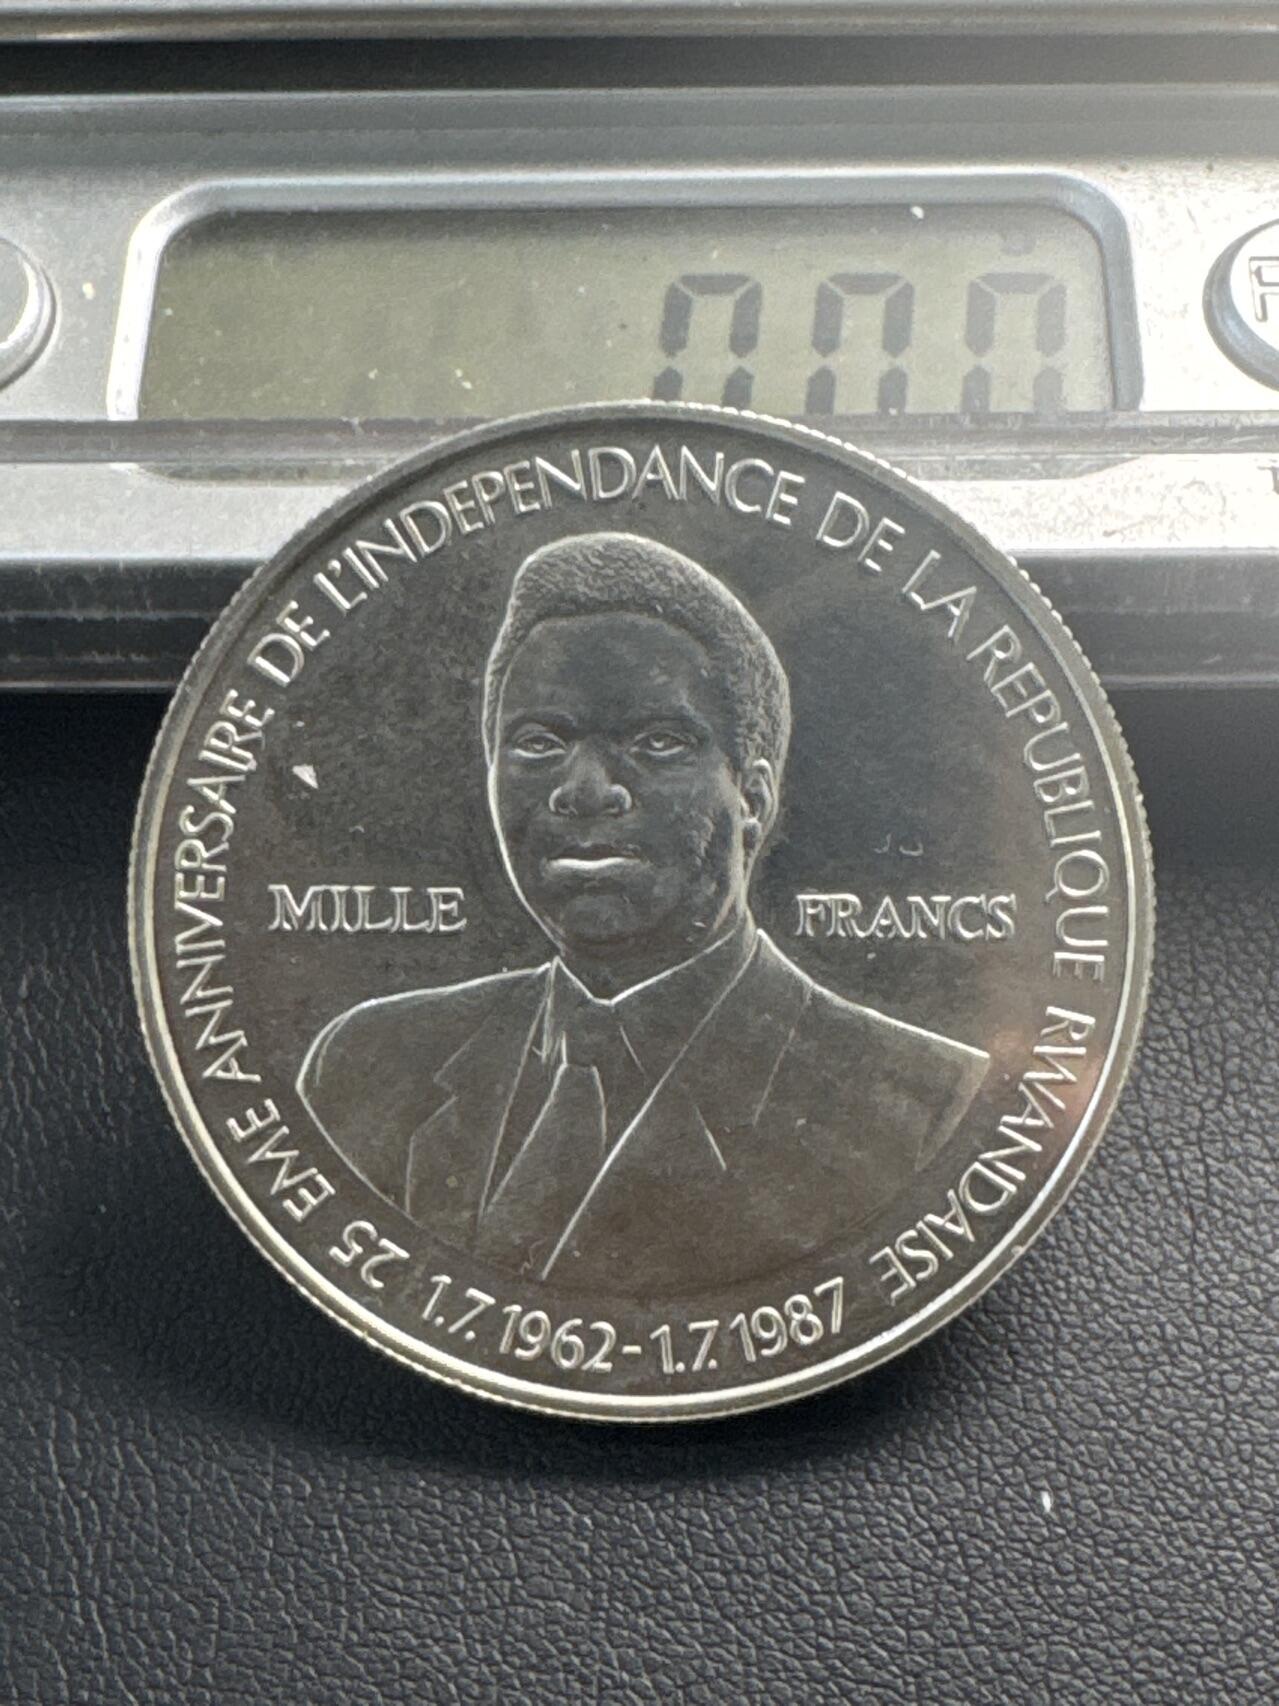 0.00
25 EME ANNIVERSAIRE DE L'INDEPENDANCE DE LA REPUBLIQUE RWANDAISE
MILLE FRANCS
1.7.1962-1.7.1987